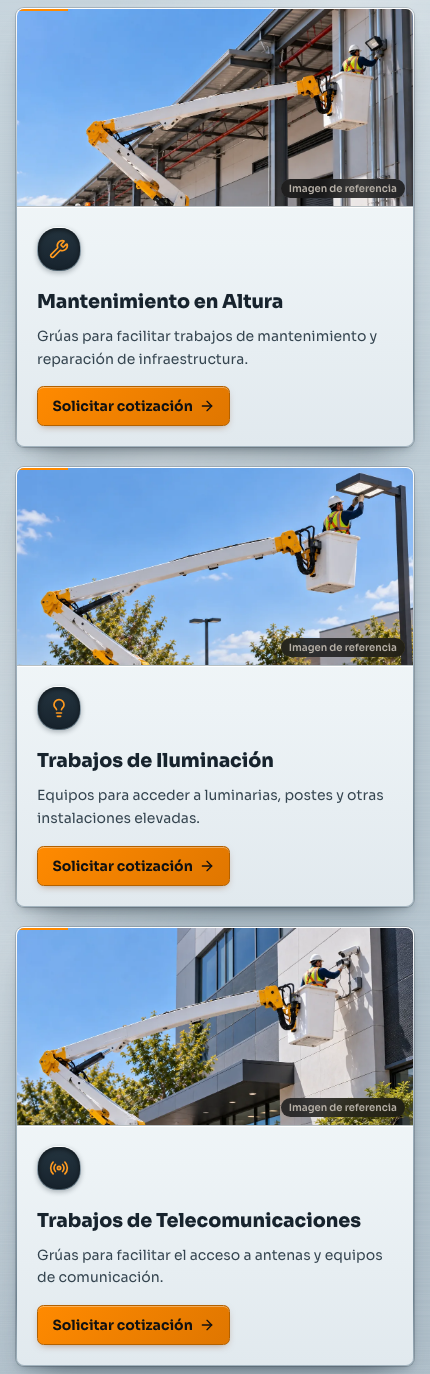 Imagen de referencia
Mantenimiento en Altura
Grúas para facilitar trabajos de mantenimiento y
reparación de infraestructura.
Solicitar cotización →
Imagen de referencia
Trabajos de Iluminación
Equipos para acceder a luminarias, postes y otras
instalaciones elevadas.
Solicitar cotización →
Imagen de referencia
Trabajos de Telecomunicaciones
Grúas para facilitar el acceso a antenas y equipos
de comunicación.
Solicitar cotización →